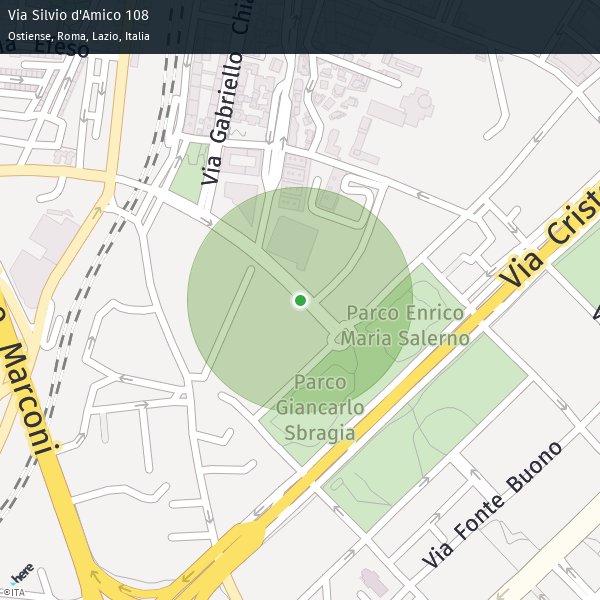 Via Silvio d'Amico 108
Ostiense, Roma, Lazio, Italia
Efeso
Via Gabriello Chia
Via Crist
Marconi
Parco Enrico
Maria Salerno
Parco
Giancarlo
Sbragia
Via Fonte Buono
here
©ITA